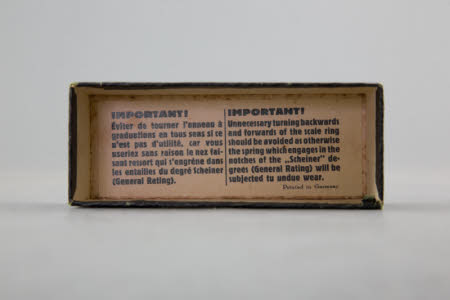 IMPORTANT!
Éviter de tourner l'anneau à
graduations en tous sens si ce
n'est pas d'utilité, car vous
useriez sans raison le nez fai-
sant ressort qui s'engrène dans
les entailles du degré Scheiner
(General Rating).
IMPORTANT!
Unnecessary turning backwards
and forwards of the scale ring
should be avoided as otherwise
the spring which engages in the
notches of the „Scheiner" de-
grees (General Rating) will be
subjected to undue wear.
Printed in Germany